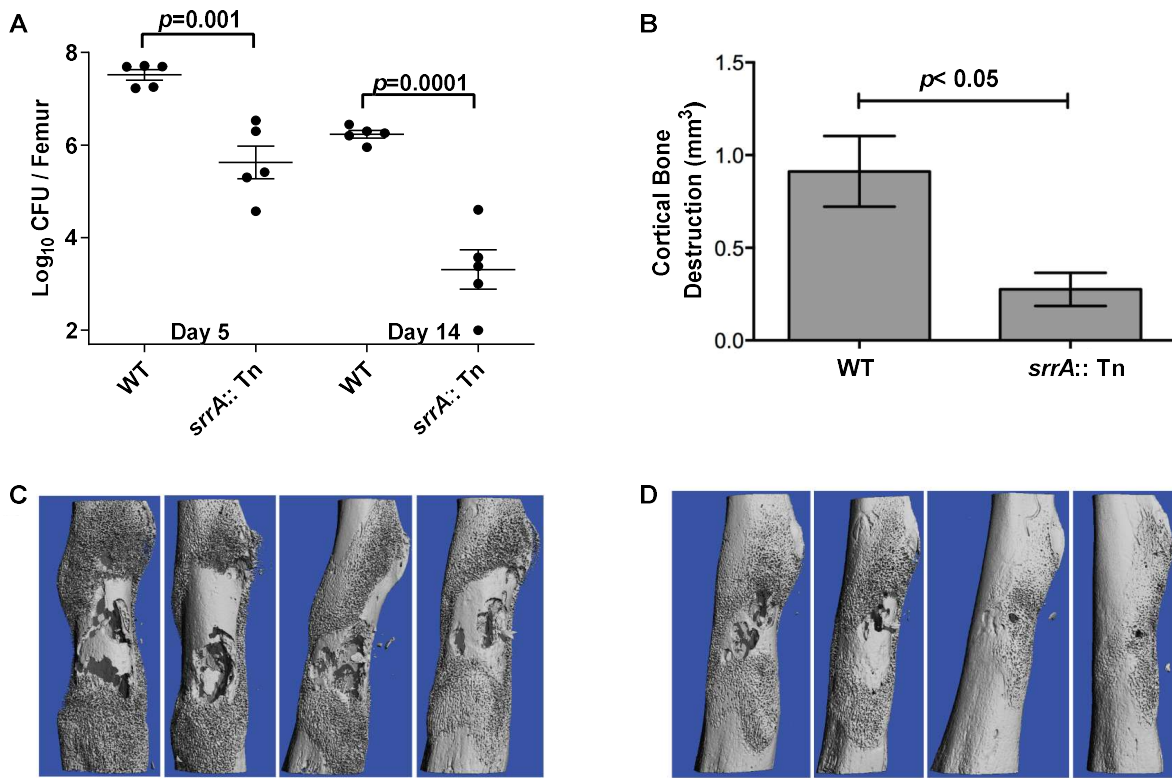 A
p=0.001
p=0.0001
8
6
4
2
Log10 CFU / Femur
Day 5
Day 14
WT
srrA:: Tn
WT
srrA:: Tn
B
p< 0.05
1.5
1.0
0.5
0.0
Cortical Bone
Destruction (mm³)
WT
srrA:: Tn
C
D